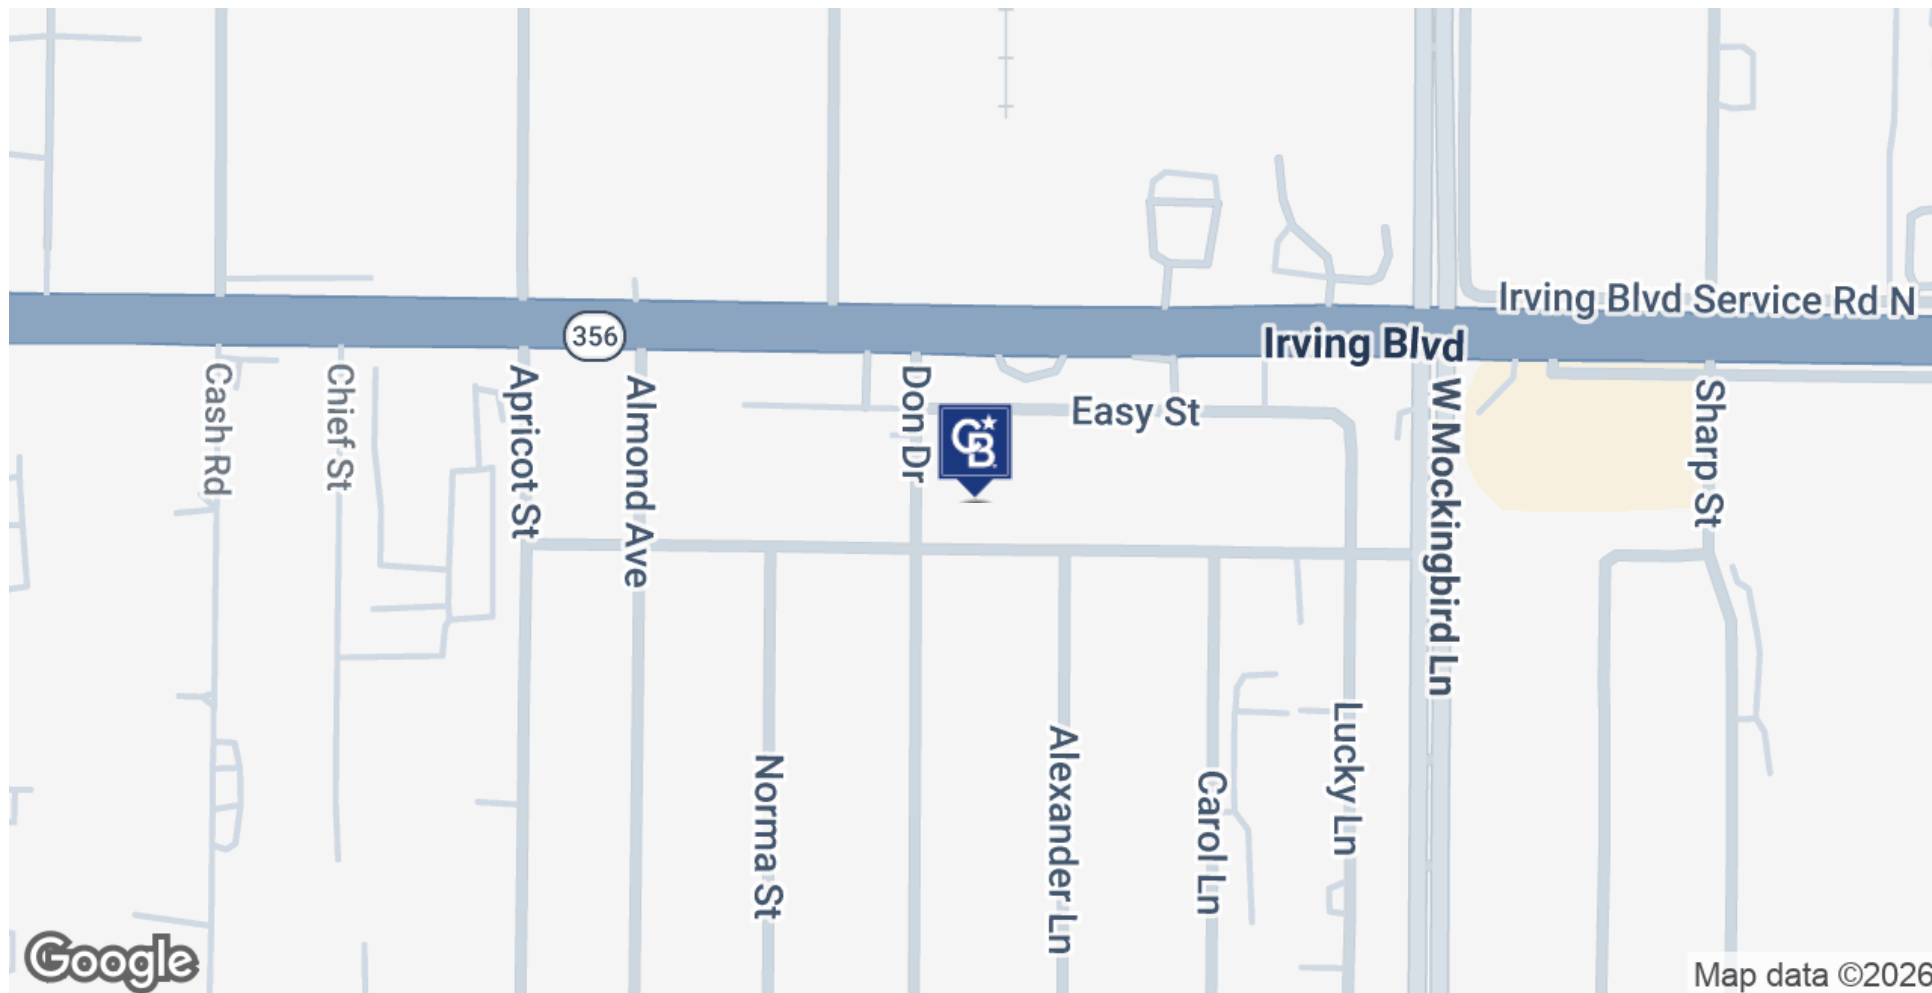 Irving Blvd Service Rd N
356
Irving Blvd
Cash Rd
Chief St
Apricot St
Almond Ave
Don Dr
CB
Easy St
W Mockingbird Ln
Sharp St
Norma St
Alexander Ln
Carol Ln
Lucky Ln
Google
Map data ©2026